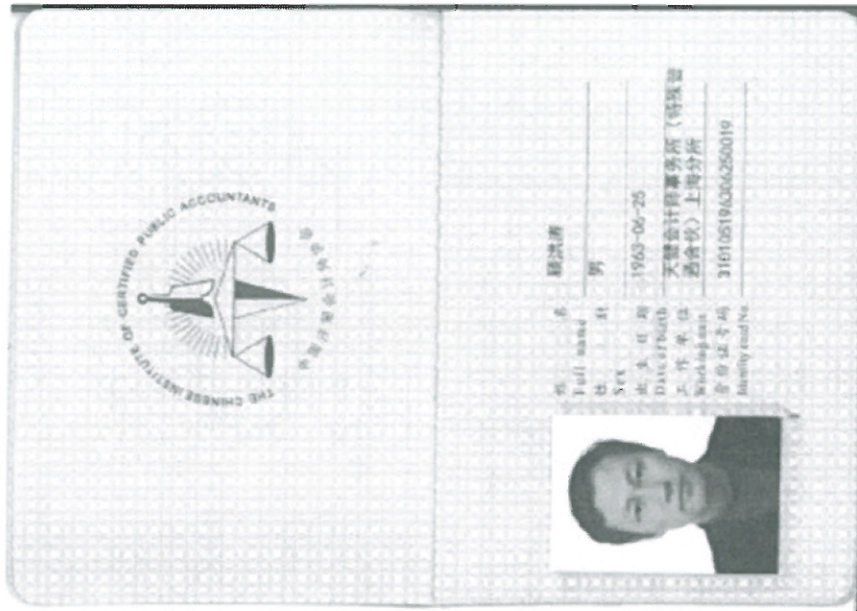 THE CHINESE INSTITUTE OF CERTIFIED PUBLIC ACCOUNTANTS
中国注册会计师协会
姓 名 顾洪涛
Full name
性 别 男
Sex
出生日期 1963-06-25
Date of birth
工作单位 天健会计师事务所(特殊普
Working unit 通合伙)上海分所
身份证号码
Identity card No.